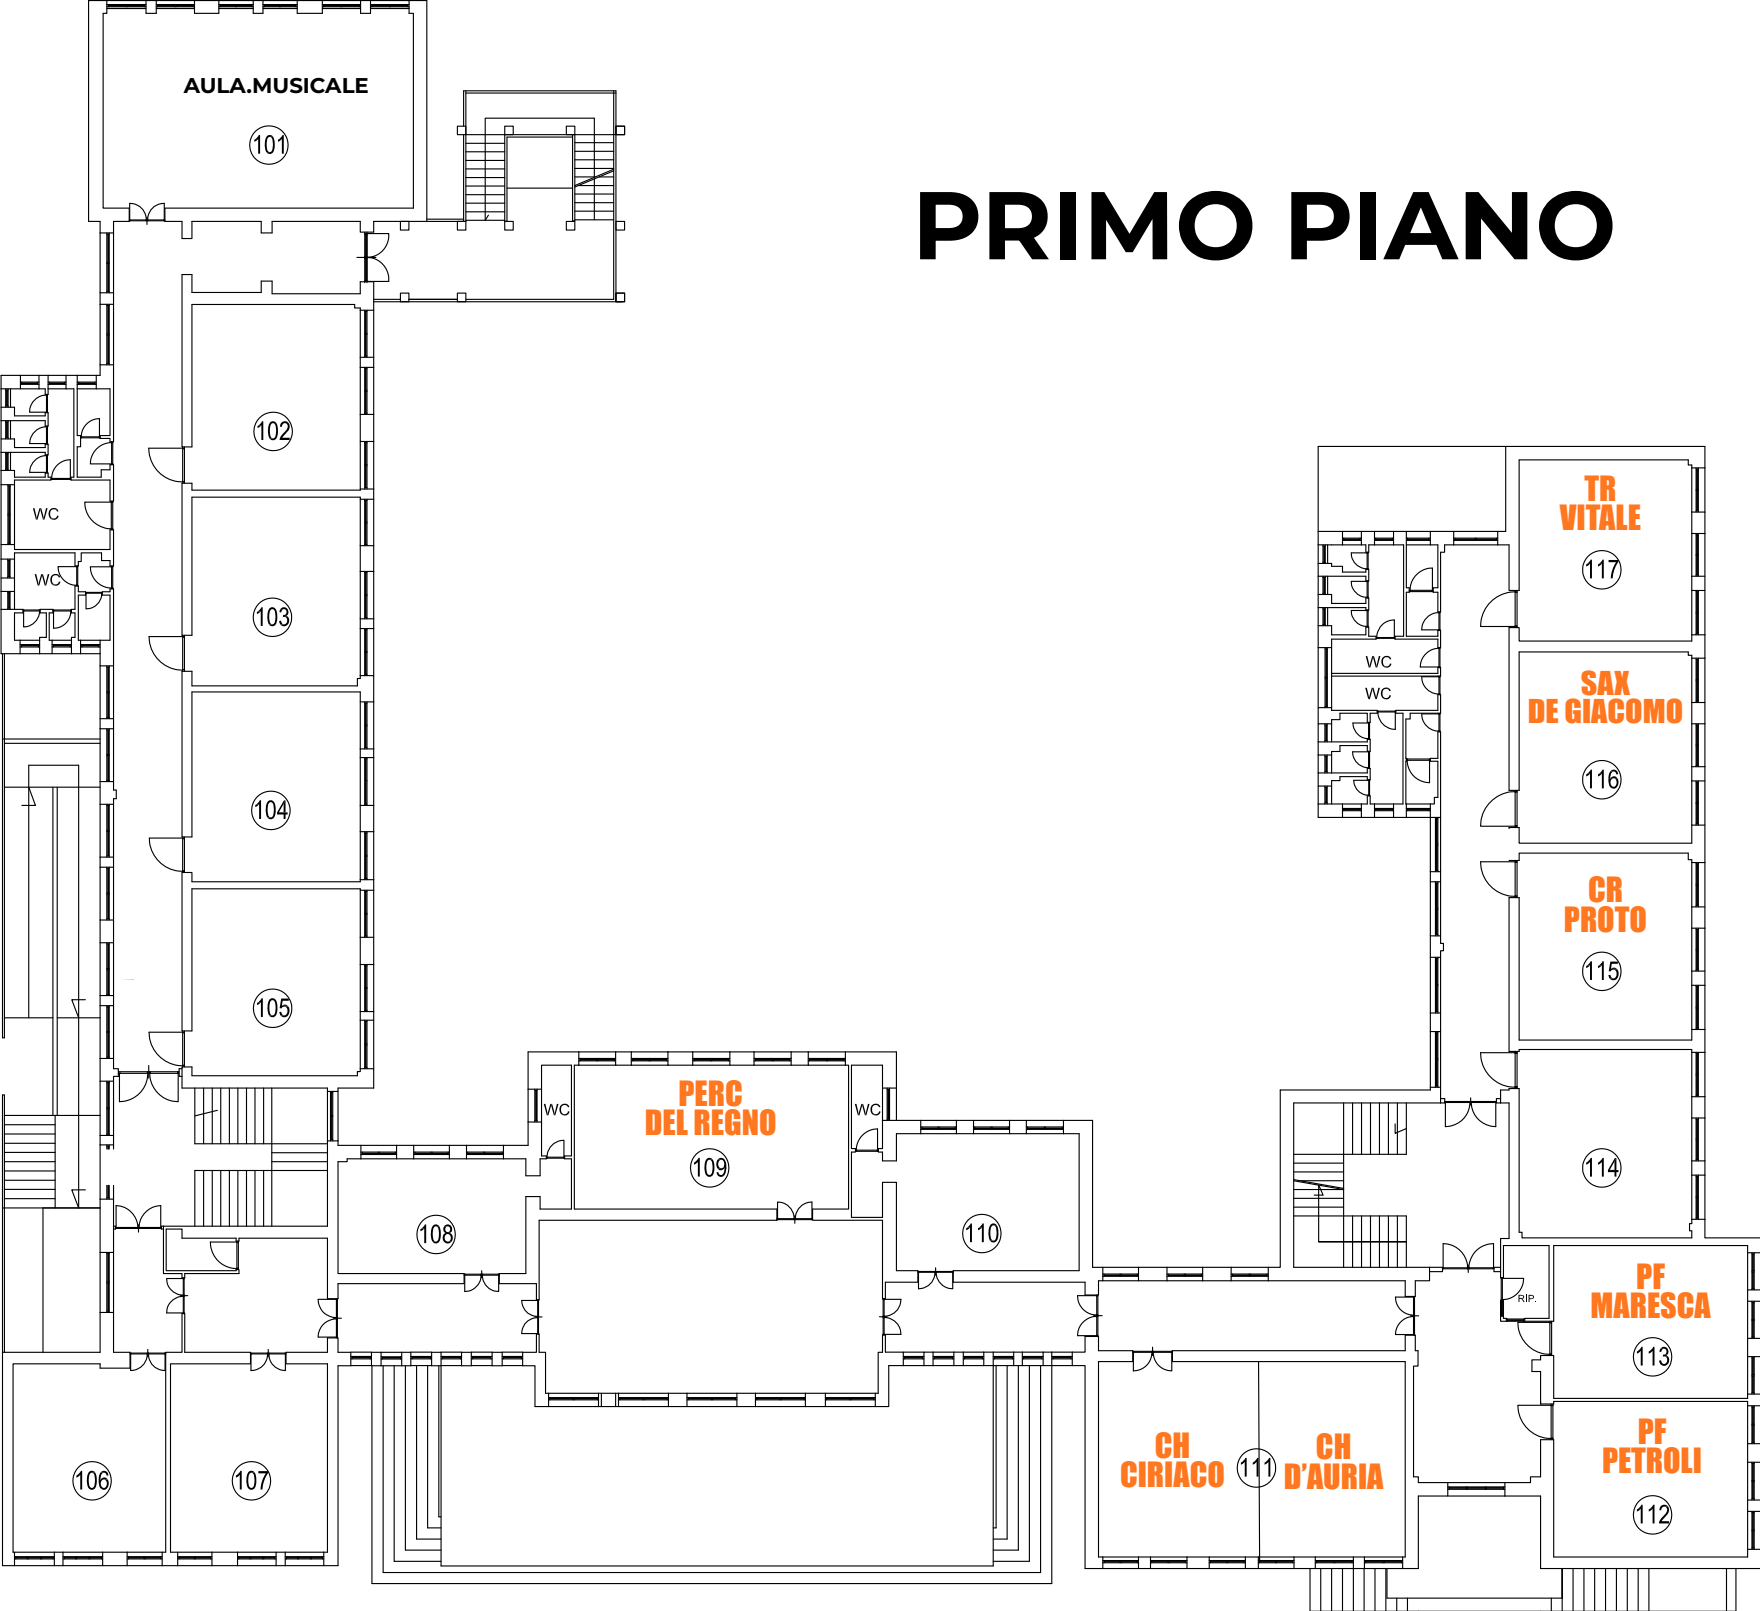 AULA.MUSICALE
101
PRIMO PIANO
102
WC
WC
103
104
105
TR
VITALE
117
WC
WC
SAX
DE GIACOMO
116
CR
PROTO
115
114
PERC
DEL REGNO
109
WC
WC
108
110
RIP.
PF
MARESCA
113
106
107
CH
CIRIACO
111
CH
D'AURIA
PF
PETROLI
112